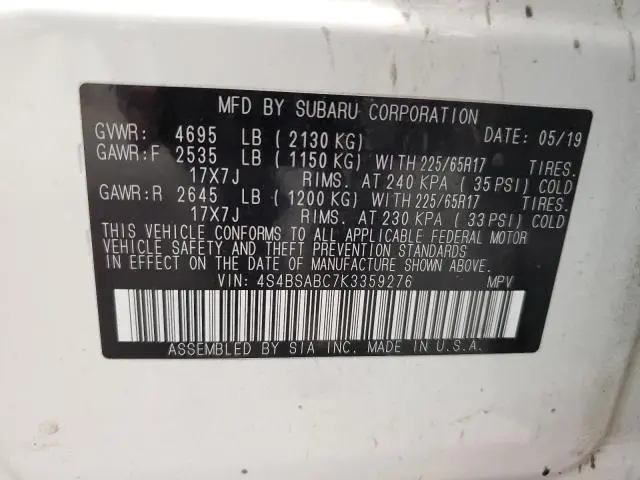 MFD BY SUBARU CORPORATION
GVWR: 4695 LB ( 2130 KG) DATE: 05/19
GAWR:F 2535 LB ( 1150 KG) WITH 225/65R17 TIRES.
17X7J RIMS. AT 240 KPA ( 35 PSI) COLD
GAWR:R 2645 LB ( 1200 KG) WITH 225/65R17 TIRES.
17X7J RIMS. AT 230 KPA ( 33 PSI) COLD
THIS VEHICLE CONFORMS TO ALL APPLICABLE FEDERAL MOTOR
VEHICLE SAFETY AND THEFT PREVENTION STANDARDS
IN EFFECT ON THE DATE OF MANUFACTURE SHOWN ABOVE.
VIN: 4S4BSABC7K3359276 MPV
ASSEMBLED BY SIA INC. MADE IN U.S.A.